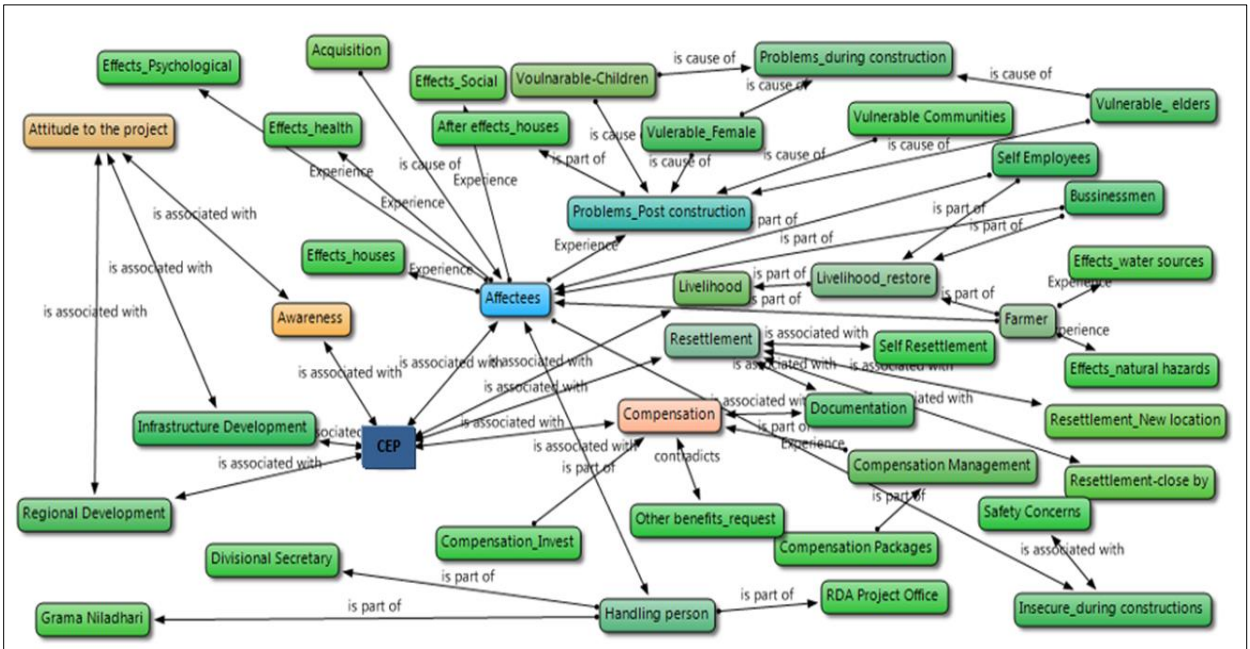 Acquisition
Effects_Psychological
Problems_during construction
is cause of
Effects_Social
Voulnarable-Children
is cause of
is cause of
Vulnerable_ elders
Attitude to the project
Effects_health
After effects_houses
Vulerable_Female
Vulnerable Communities
is cause of
is cause of
is cause of
Self Employees
is cause of
is part of
is cause of
Experience
Experience
is associated with
Experience
Problems_Post construction
part of
is part of
Bussinessmen
is part of
is part of
Effects_houses
Experience
Experience
Effects_water sources
is associated with
Affectees
Livelihood
is part of
Livelihood_restore
is part of
Experience
is associated with
Awareness
is part of
Farmer
xperience
Resettlement
is associated with
Self Resettlement
is associated with
is associated with
is associated with
is associated with
Effects_natural hazards
is associated with
is associated with
is associated with
Compensation
is associated with
Documentation
Resettlement_New location
Infrastructure Development
CEP
is associated with
is associated with
is part of
Experience
is associated with
is part of
contradicts
Compensation Management
Resettlement-close by
Regional Development
is part of
Safety Concerns
Other benefits_request
Compensation_Invest
Compensation Packages
Divisional Secretary
is associated with
is part of
RDA Project Office
is part of
is part of
Grama Niladhari
Handling person
Insecure_during constructions